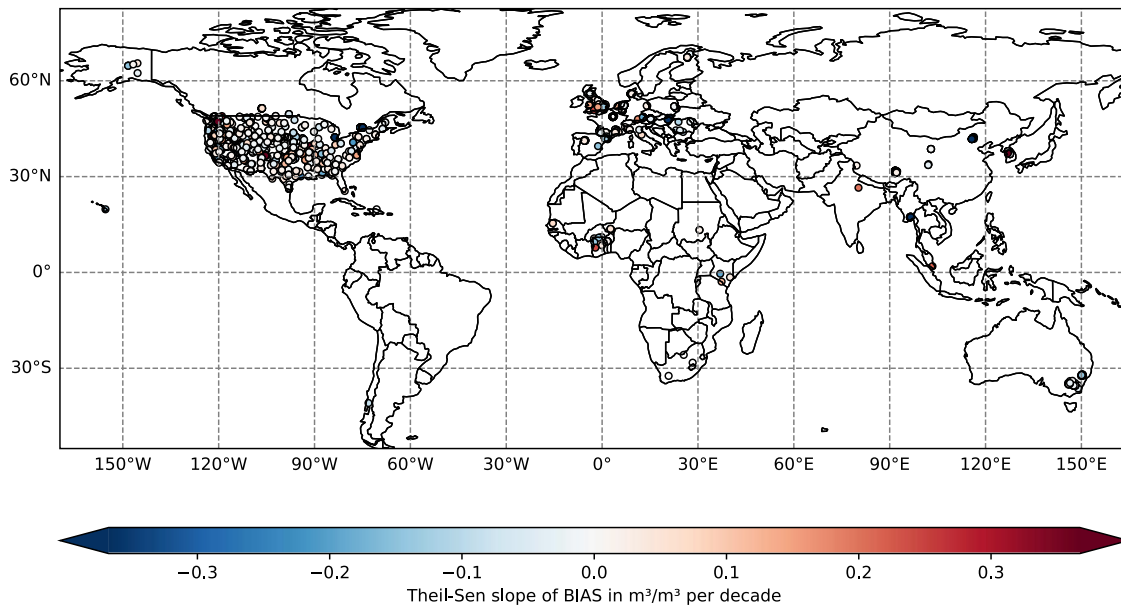 60°N
30°N
0°
30°S
150°W 120°W 90°W 60°W 30°W 0° 30°E 60°E 90°E 120°E 150°E
−0.3 −0.2 −0.1 0.0 0.1 0.2 0.3
Theil-Sen slope of BIAS in m³/m³ per decade